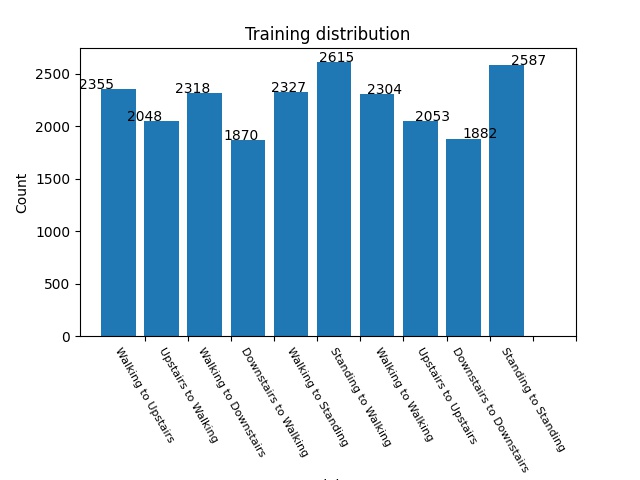 Training distribution
2355
2048
2318
1870
2327
2615
2304
2053
1882
2587
2500
2000
1500
1000
500
0
Count
Walking to Upstairs
Upstairs to Walking
Walking to Downstairs
Downstairs to Walking
Walking to Standing
Standing to Walking
Walking to Walking
Upstairs to Upstairs
Downstairs to Downstairs
Standing to Standing